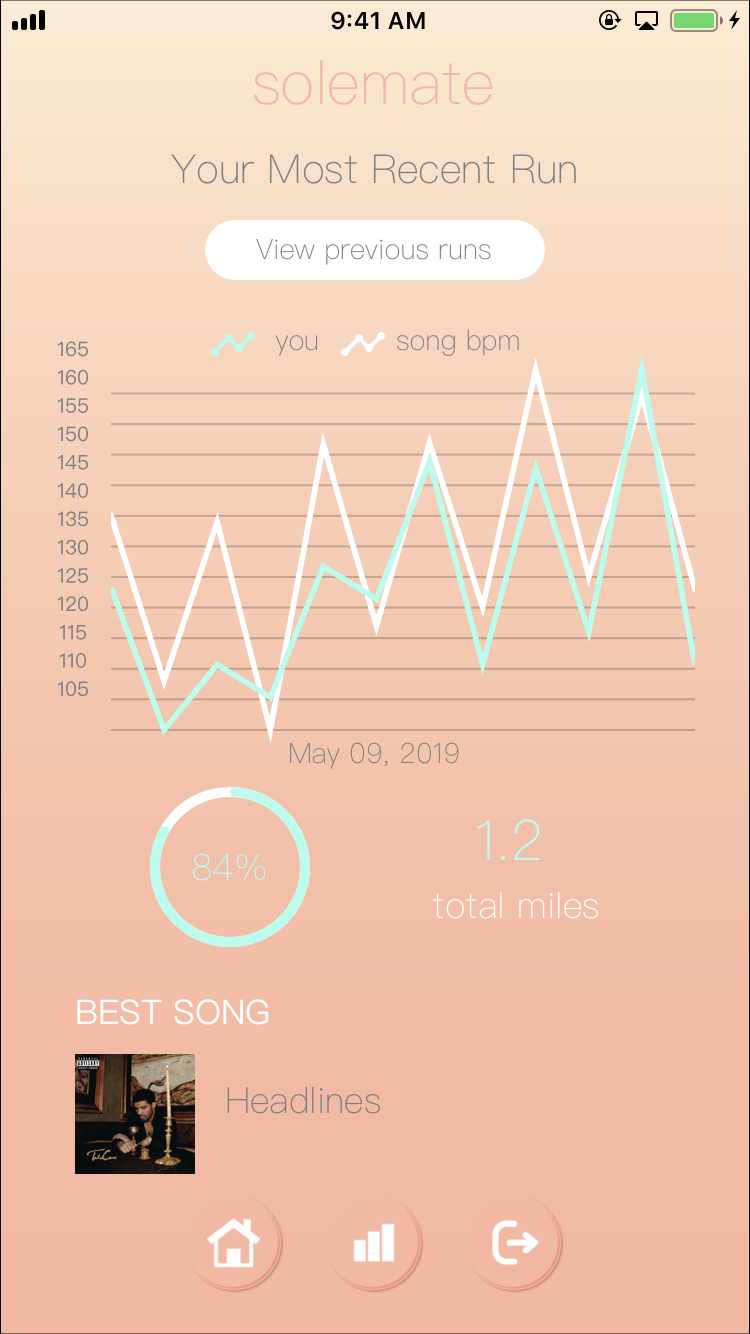 9:41 AM
solemate
Your Most Recent Run
View previous runs
you song bpm
165
160
155
150
145
140
135
130
125
120
115
110
105
May 09, 2019
84%
1.2
total miles
BEST SONG
Headlines
Take Care